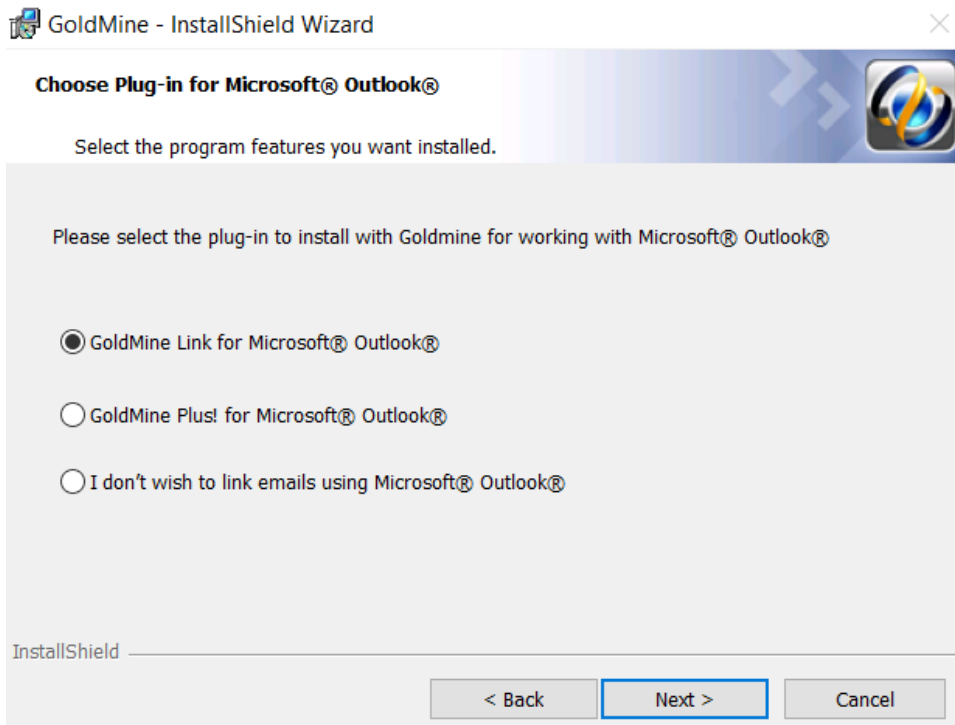 GoldMine - InstallShield Wizard
Choose Plug-in for Microsoft® Outlook®
Select the program features you want installed.
Please select the plug-in to install with Goldmine for working with Microsoft® Outlook®
GoldMine Link for Microsoft® Outlook®
GoldMine Plus! for Microsoft® Outlook®
I don’t wish to link emails using Microsoft® Outlook®
InstallShield
< Back
Next >
Cancel